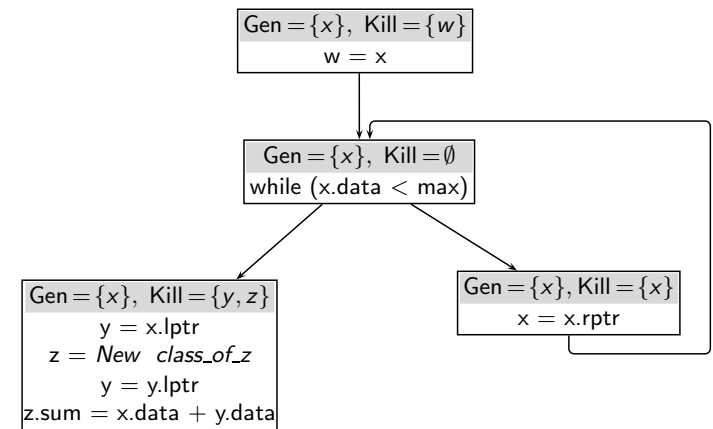 Gen = {x}, Kill = {w}
w = x
Gen = {x}, Kill = ∅
while (x.data < max)
Gen = {x}, Kill = {y, z}
y = x.lptr
z = New class_of_z
y = y.lptr
z.sum = x.data + y.data
Gen = {x}, Kill = {x}
x = x.rptr